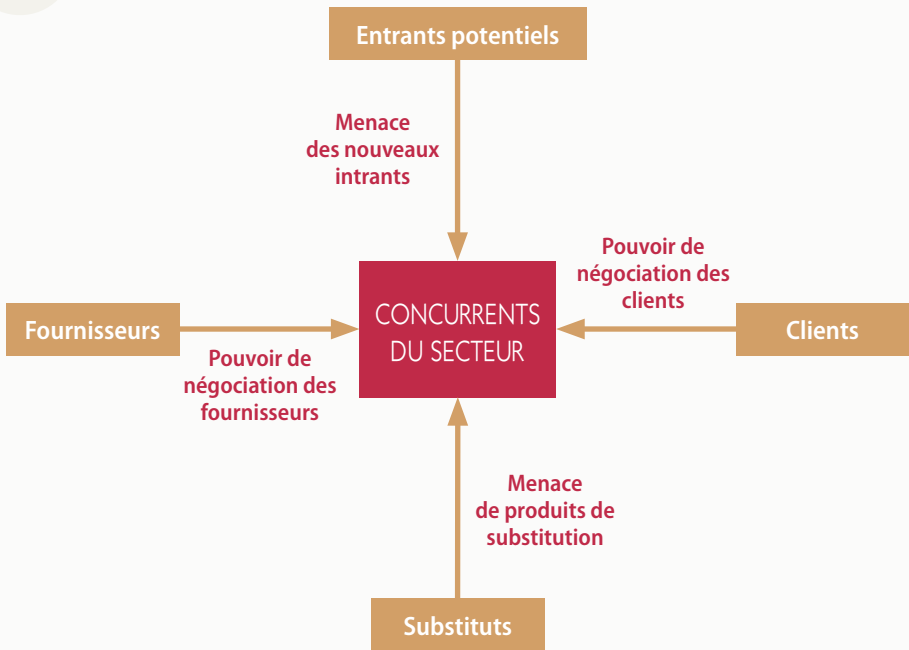 Entrants potentiels
Menace
des nouveaux
intrants
Pouvoir de
négociation des
clients
Fournisseurs
CONCURRENTS
DU SECTEUR
Clients
Pouvoir de
négociation des
fournisseurs
Menace
de produits de
substitution
Substituts